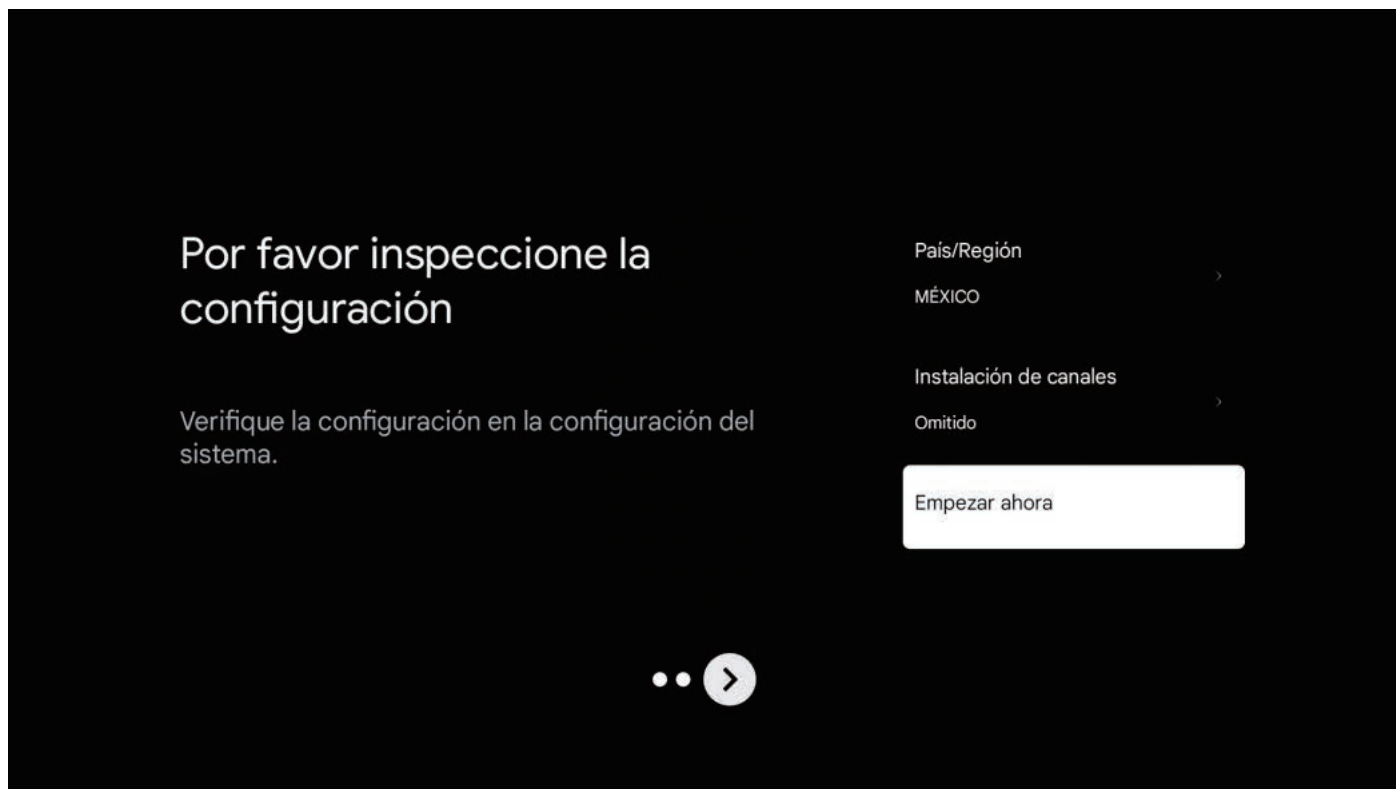 Por favor inspeccione la
configuración
Verifique la configuración en la configuración del
sistema.
País/Región
MÉXICO
Instalación de canales
Omitido
Empezar ahora